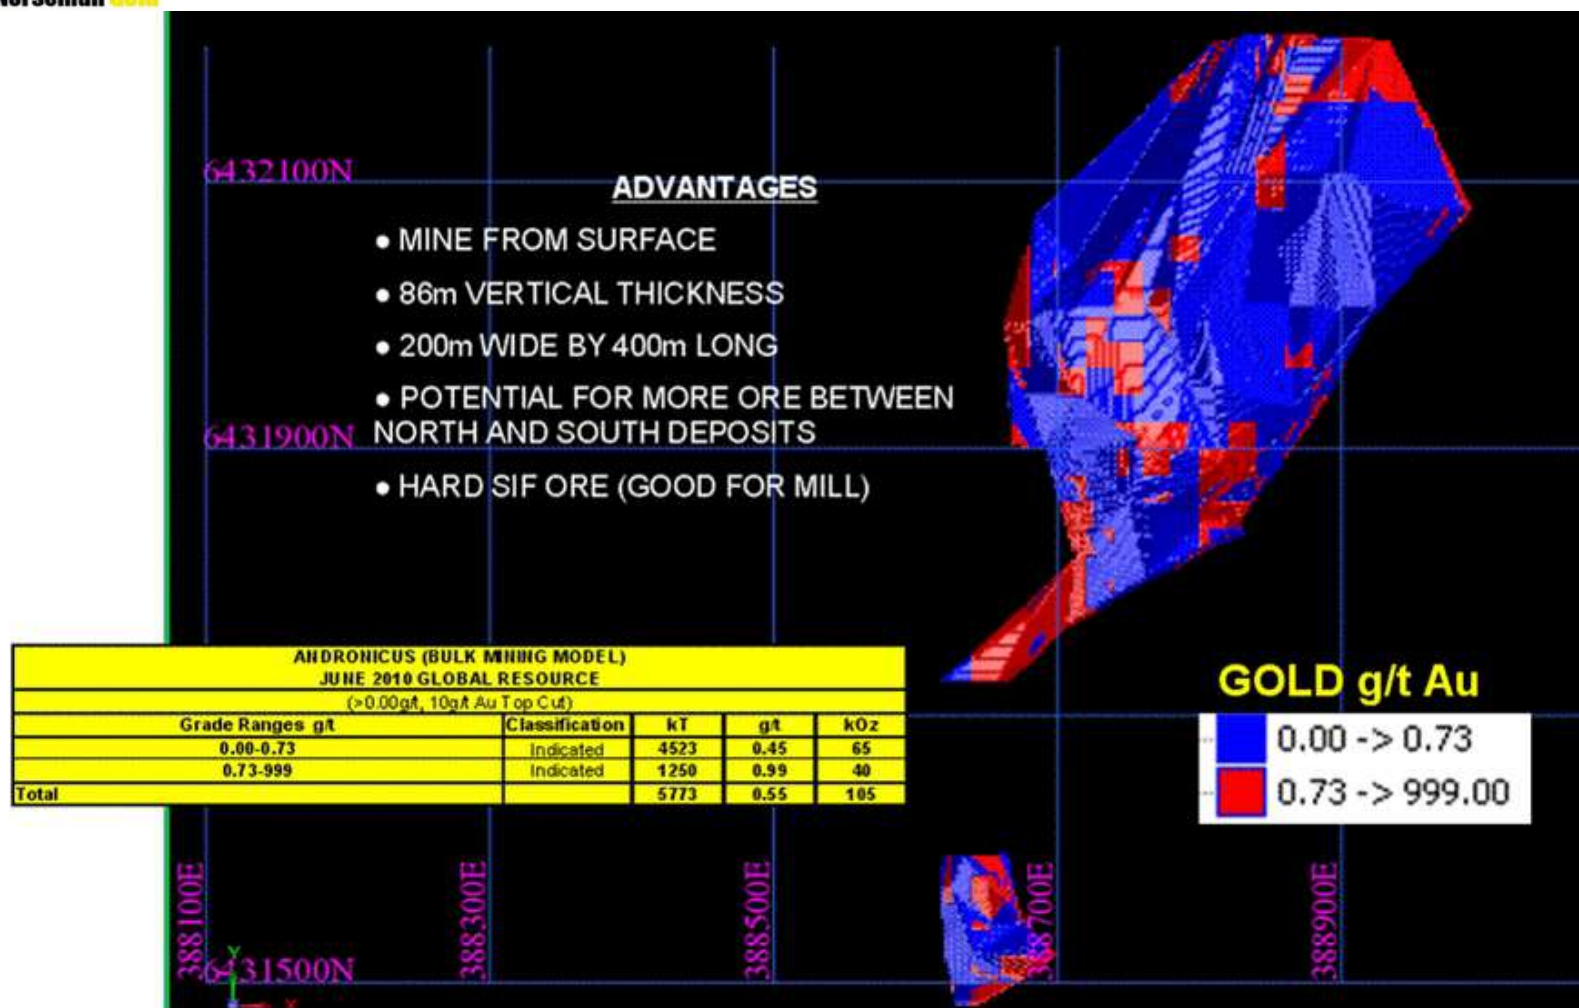 Norseman Gold
6432100N
ADVANTAGES
● MINE FROM SURFACE
● 86m VERTICAL THICKNESS
● 200m WIDE BY 400m LONG
● POTENTIAL FOR MORE ORE BETWEEN
NORTH AND SOUTH DEPOSITS
6431900N
● HARD SIF ORE (GOOD FOR MILL)
ANDRONICUS (BULK MINING MODEL)
JUNE 2010 GLOBAL RESOURCE
(>0.00g/t, 10g/t Au Top Cut)
Grade Ranges g/t Classification kT g/t kOz
0.00-0.73 Indicated 4523 0.45 65
0.73-999 Indicated 1250 0.99 40
Total 5773 0.55 105
GOLD g/t Au
0.00 -> 0.73
0.73 -> 999.00
388100E
388300E
388500E
388700E
388900E
6431500N
Y
X